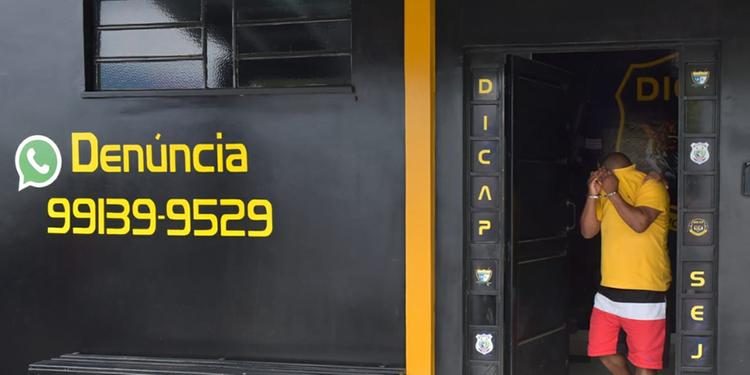 Denúncia
99139-9529
DICAP
DIC
SEJ